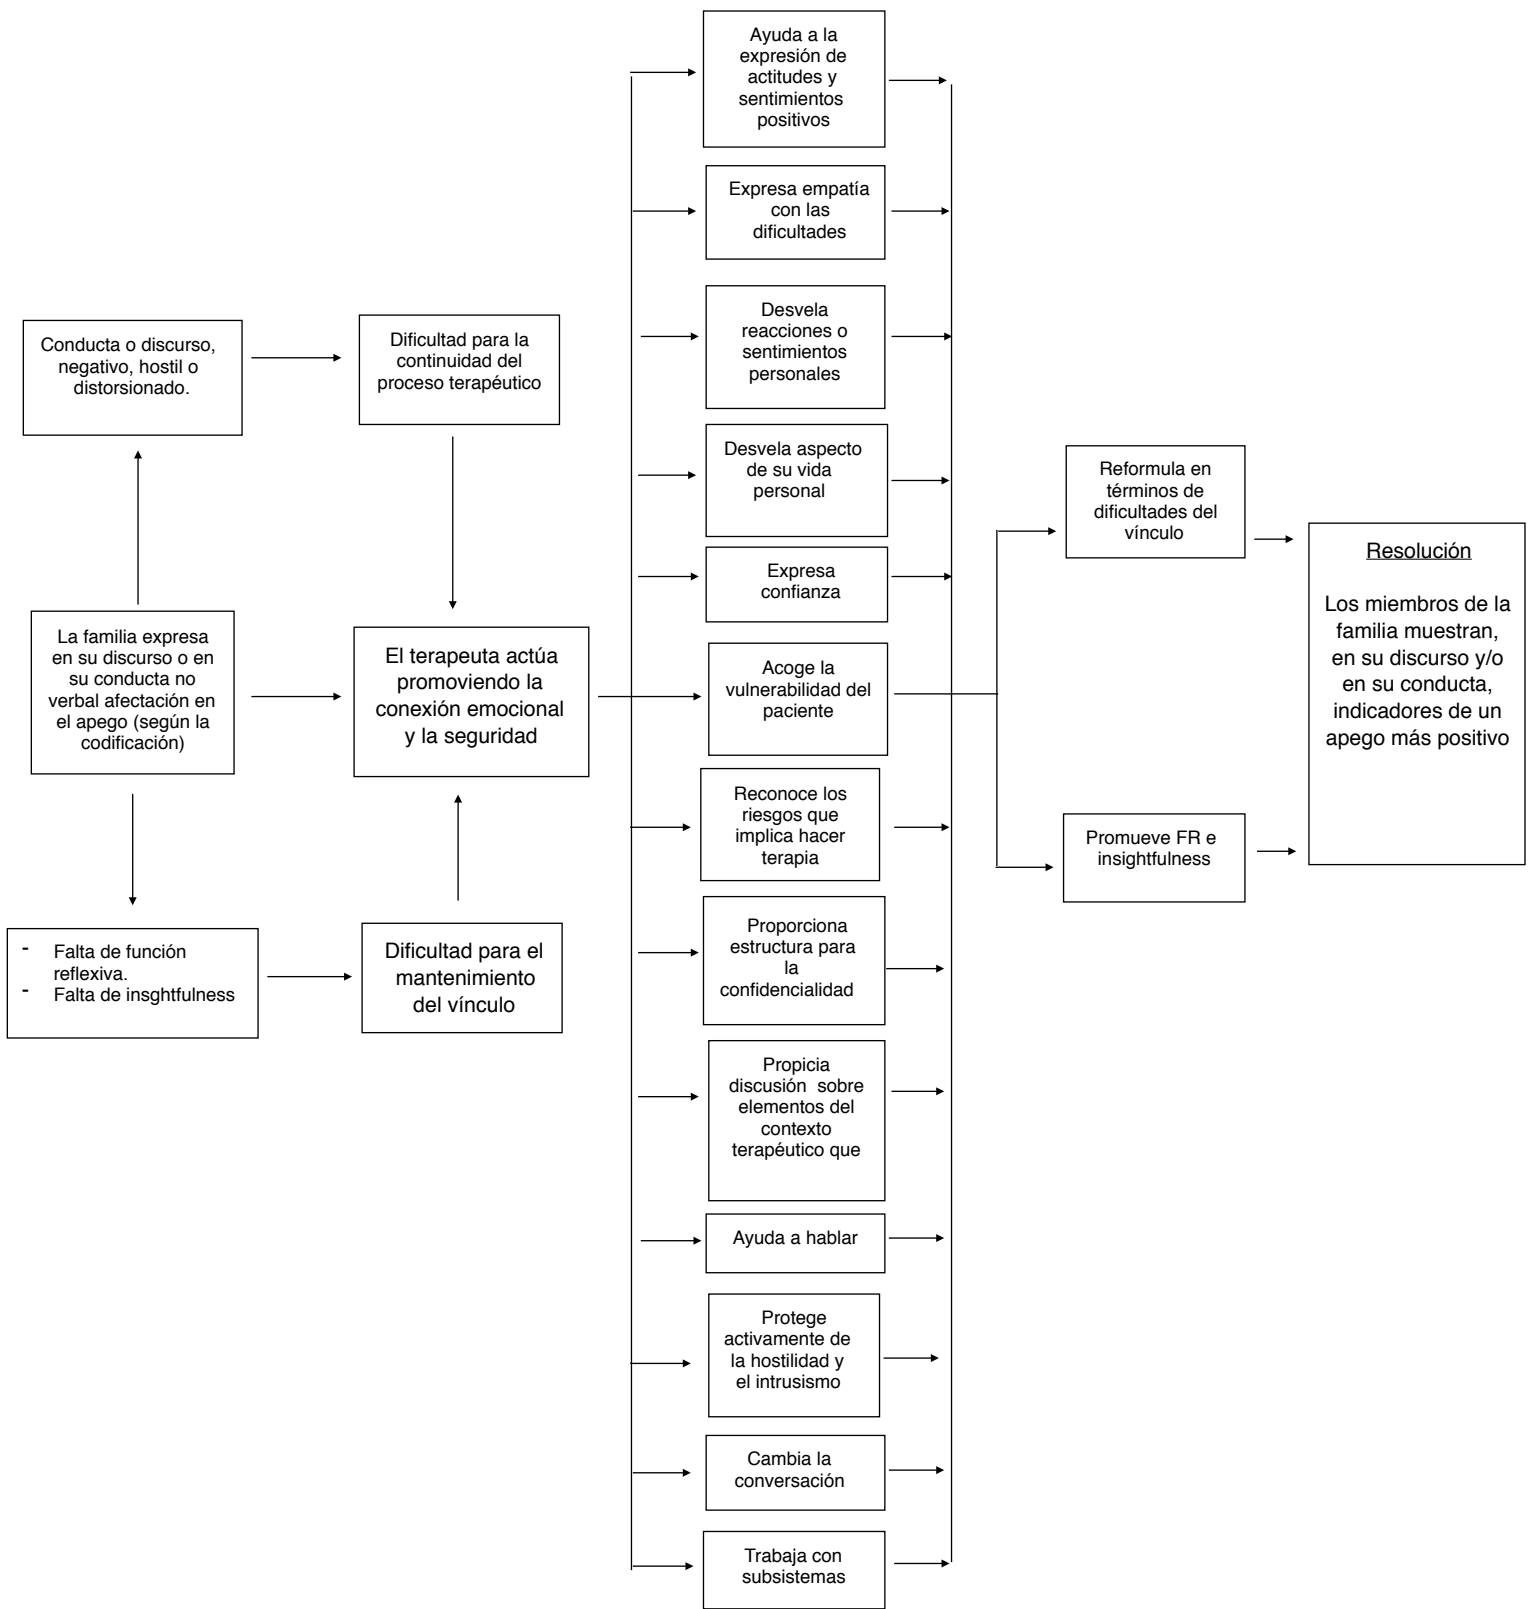 Conducta o discurso,
negativo, hostil o
distorsionado.
Dificultad para la
continuidad del
proceso terapéutico
La familia expresa
en su discurso o en
su conducta no
verbal afectación en
el apego (según la
codificación)
El terapeuta actúa
promoviendo la
conexión emocional
y la seguridad
- Falta de función
reflexiva.
- Falta de insghtfulness
Dificultad para el
mantenimiento
del vínculo
Ayuda a la
expresión de
actitudes y
sentimientos
positivos
Expresa empatía
con las
dificultades
Desvela
reacciones o
sentimientos
personales
Desvela aspecto
de su vida
personal
Expresa
confianza
Acoge la
vulnerabilidad del
paciente
Reconoce los
riesgos que
implica hacer
terapia
Proporciona
estructura para
la
confidencialidad
Propicia
discusión sobre
elementos del
contexto
terapéutico que
Ayuda a hablar
Protege
activamente de
la hostilidad y
el intrusismo
Cambia la
conversación
Trabaja con
subsistemas
Reformula en
términos de
dificultades del
vínculo
Promueve FR e
insightfulness
Resolución
Los miembros de la
familia muestran,
en su discurso y/o
en su conducta,
indicadores de un
apego más positivo